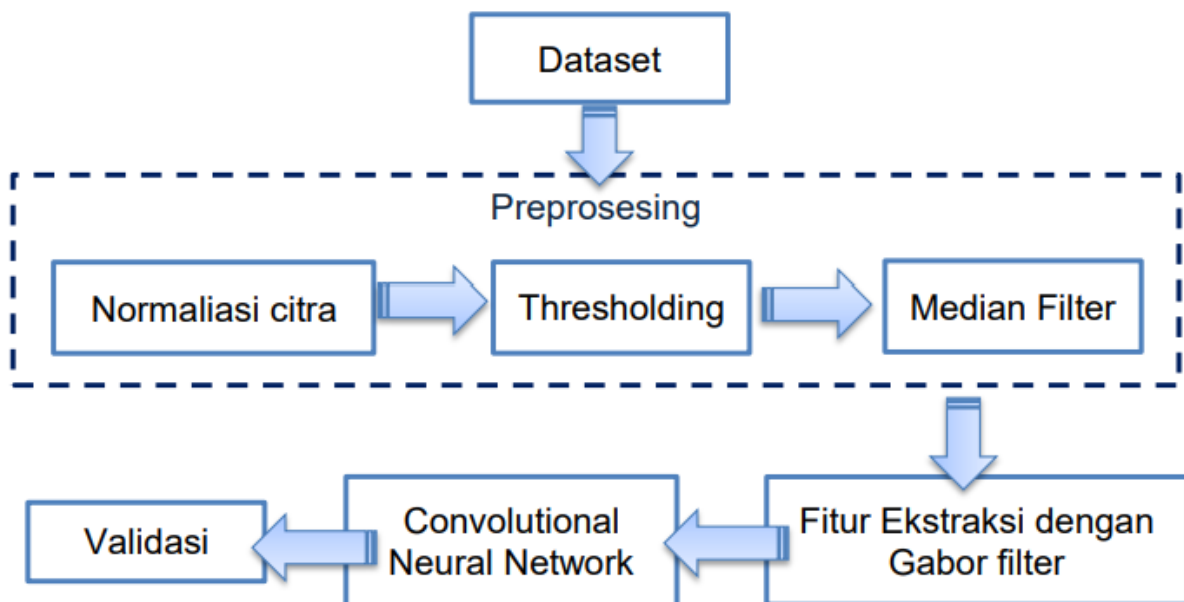 Dataset
Preprosesing
Normaliasi citra
Thresholding
Median Filter
Fitur Ekstraksi dengan
Gabor filter
Convolutional
Neural Network
Validasi